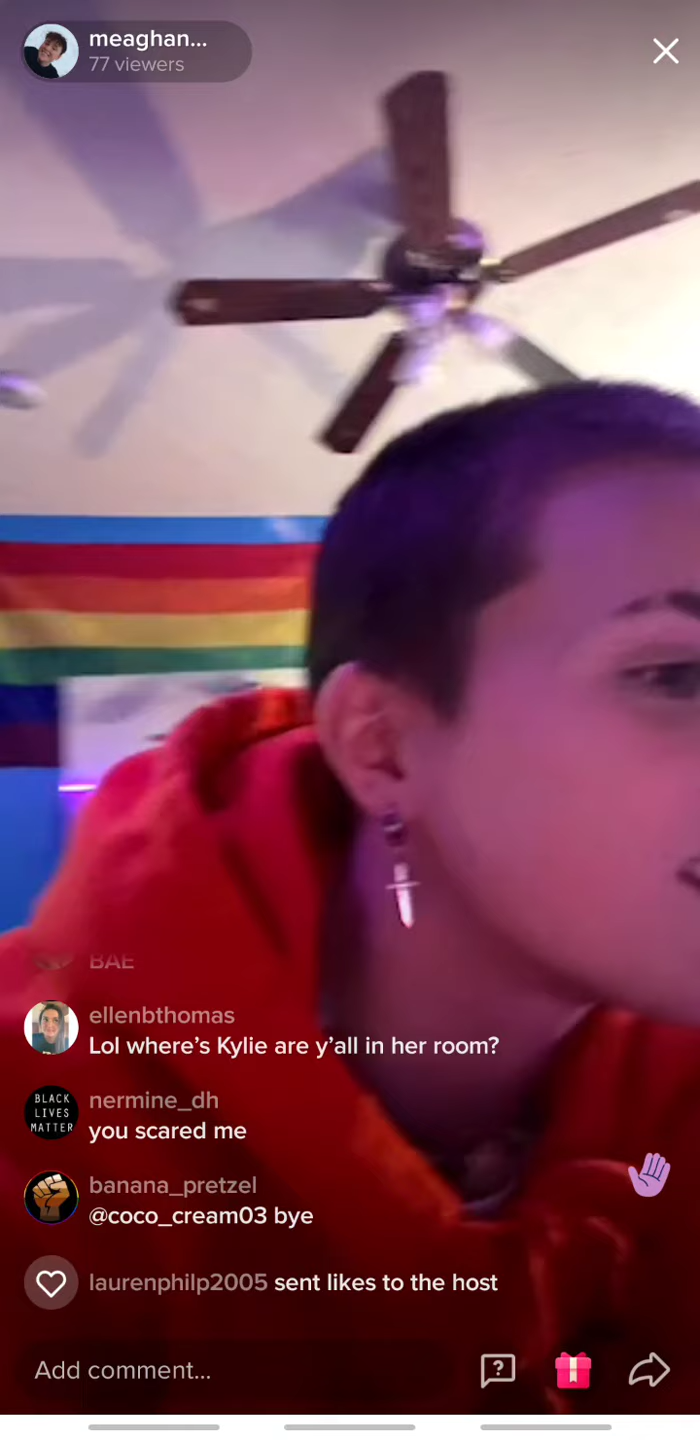 meaghan...
77 viewers
BAE
ellenbthomas
Lol where’s Kylie are y’all in her room?
BLACK
LIVES
MATTER
nermine_dh
you scared me
banana_pretzel
@coco_cream03 bye
laurenphilp2005 sent likes to the host
Add comment...
?